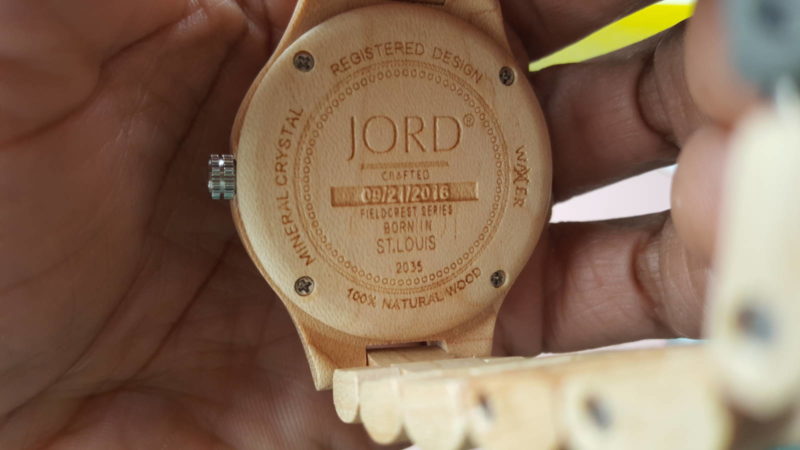 REGISTERED DESIGN
MINERAL CRYSTAL
JORD®
CRAFTED
09/21/2016
FIELDCREST SERIES
BORN IN
ST.LOUIS
2035
100% NATURAL WOOD